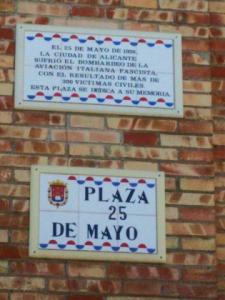 EL 25 DE MAYO DE 1938,
LA CIUDAD DE ALICANTE
SUFRIÓ EL BOMBARDEO DE LA
AVIACIÓN ITALIANA FASCISTA,
CON EL RESULTADO DE MÁS DE
300 VÍCTIMAS CIVILES.
ESTA PLAZA SE DEDICA A SU MEMORIA.
PLAZA
25
DE MAYO